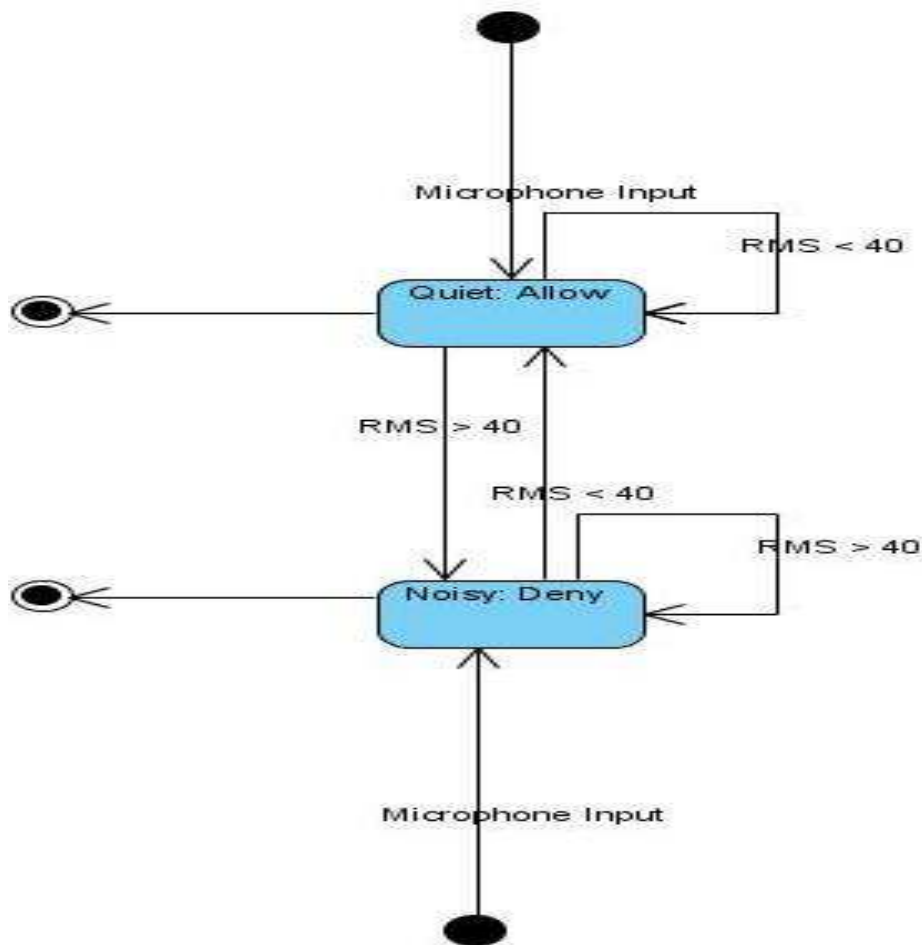 Microphone Input
RMS < 40
Quiet: Allow
RMS > 40
RMS < 40
RMS > 40
Noisy: Deny
Microphone Input